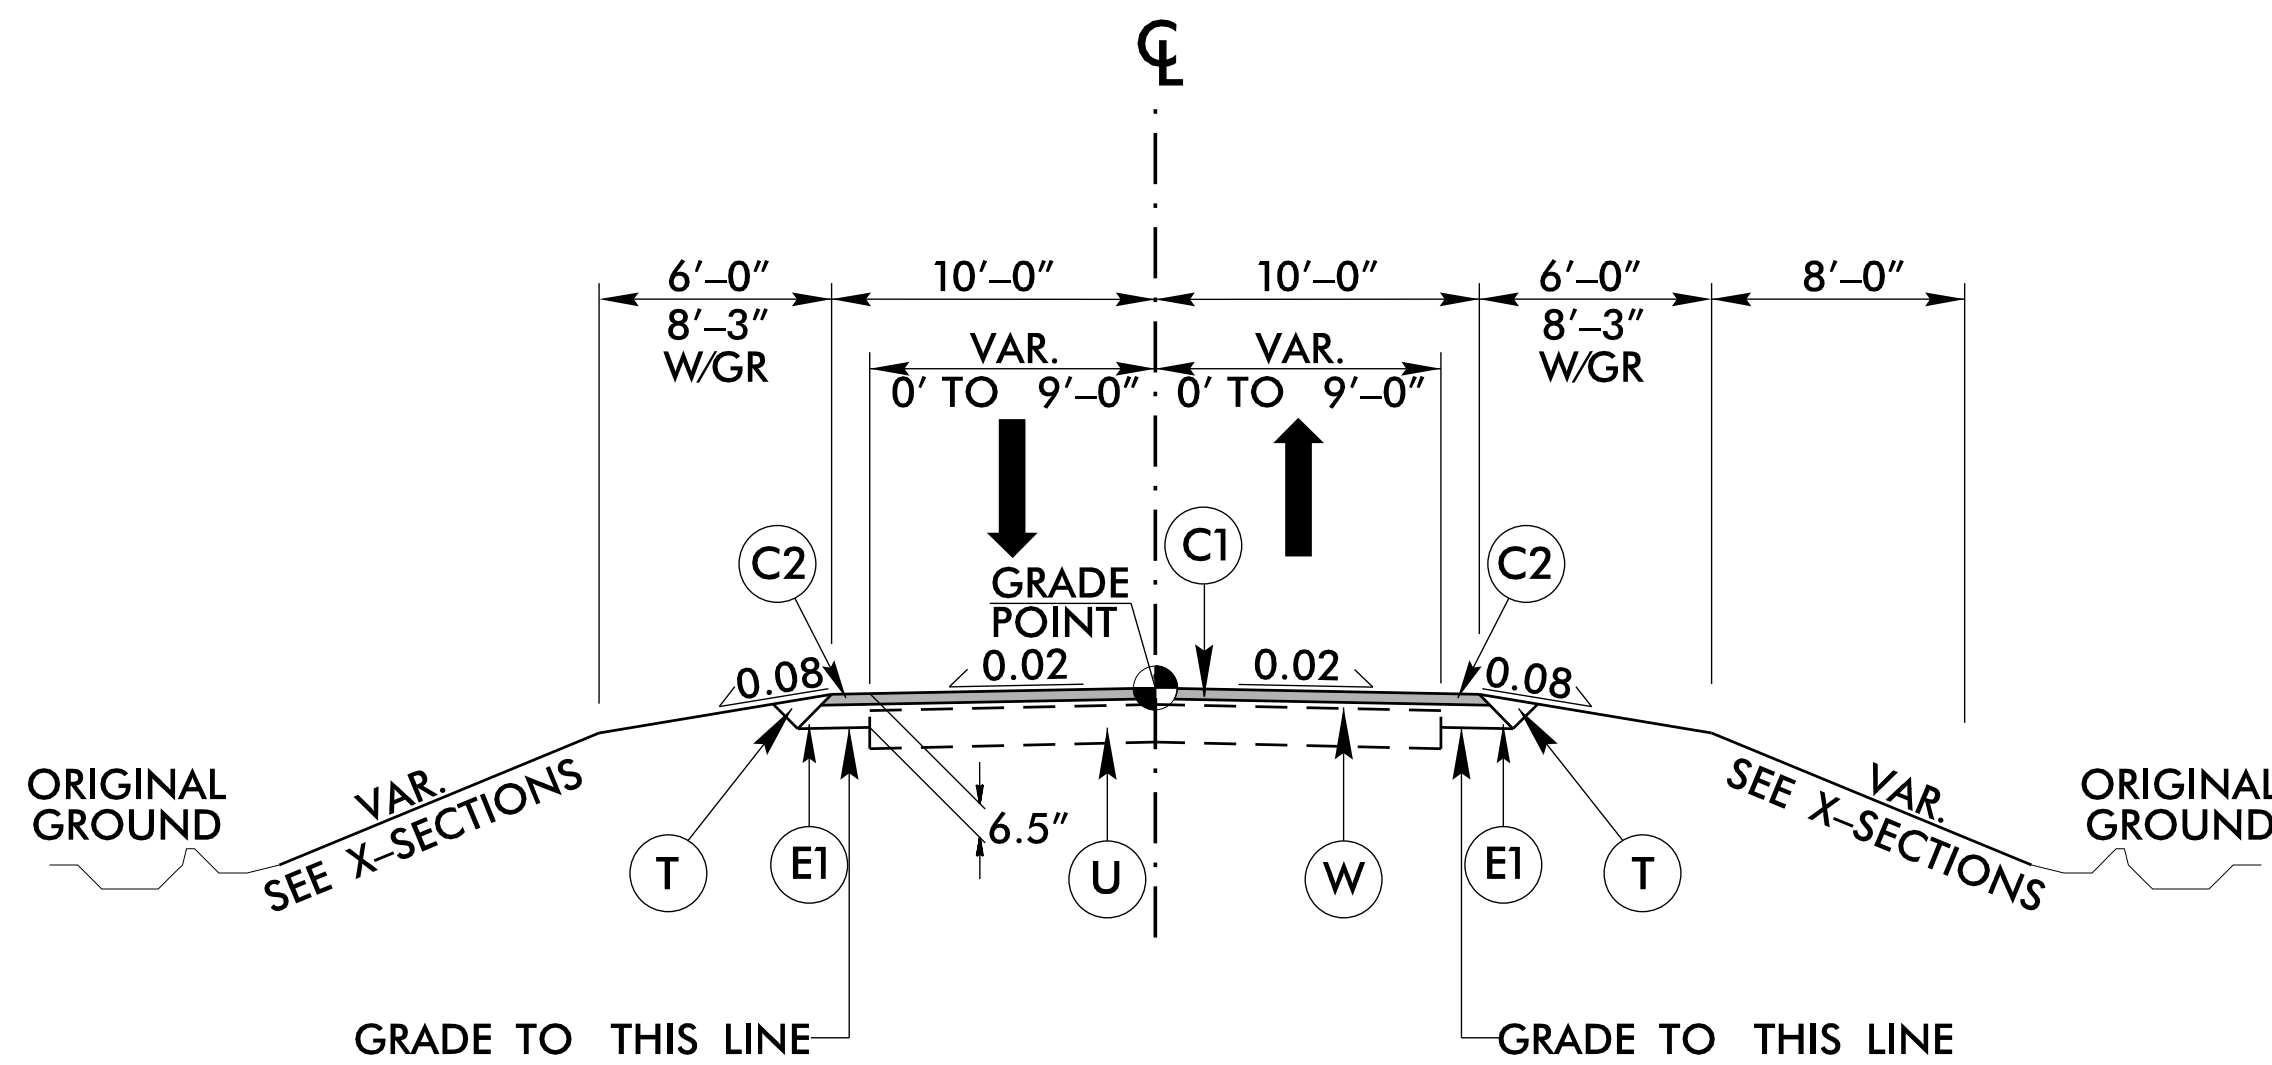 ℄
6'–0" 10'–0" 10'–0" 6'–0" 8'–0"
8'–3" 8'–3"
W/GR VAR. VAR. W/GR
0' TO 9'–0" 0' TO 9'–0"
C1
C2 C2
GRADE
POINT
0.08 0.02 0.02 0.08
ORIGINAL
GROUND
VAR.
SEE X–SECTIONS
6.5"
VAR.
SEE X–SECTIONS
ORIGINAL
GROUND
T E1 U W E1 T
GRADE TO THIS LINE GRADE TO THIS LINE